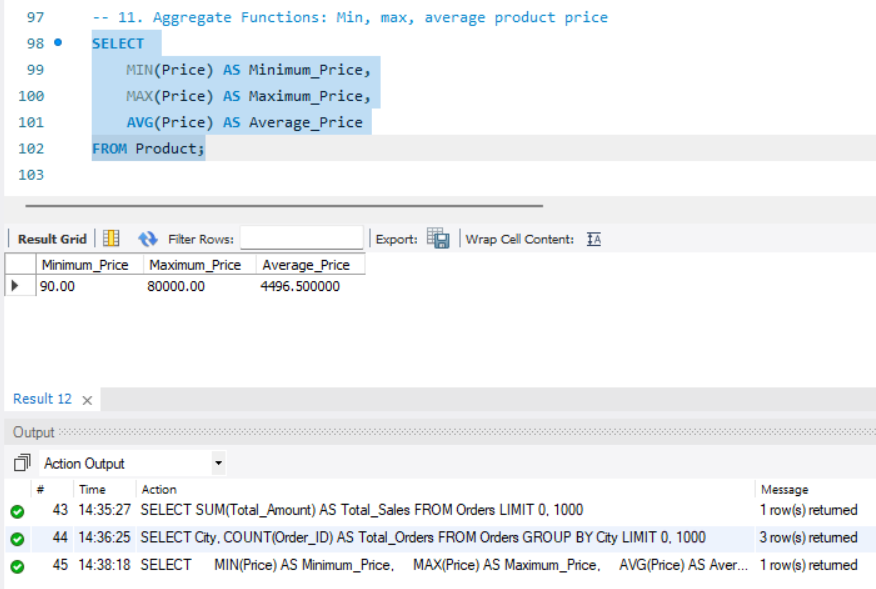 97 -- 11. Aggregate Functions: Min, max, average product price
98 SELECT
99 MIN(Price) AS Minimum_Price,
100 MAX(Price) AS Maximum_Price,
101 AVG(Price) AS Average_Price
102 FROM Product;
103
Result Grid Filter Rows: Export: Wrap Cell Content: IA
Minimum_Price Maximum_Price Average_Price
90.00 80000.00 4496.500000
Result 12 ×
Output
Action Output
# Time Action Message
43 14:35:27 SELECT SUM(Total_Amount) AS Total_Sales FROM Orders LIMIT 0, 1000 1 row(s) returned
44 14:36:25 SELECT City, COUNT(Order_ID) AS Total_Orders FROM Orders GROUP BY City LIMIT 0, 1000 3 row(s) returned
45 14:38:18 SELECT MIN(Price) AS Minimum_Price, MAX(Price) AS Maximum_Price, AVG(Price) AS Aver... 1 row(s) returned